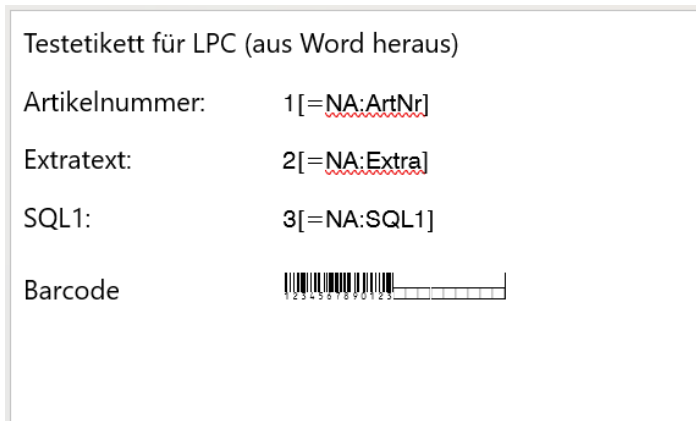 Testetikett für LPC (aus Word heraus)
Artikelnummer: 1[=NA:ArtNr]
Extratext: 2[=NA:Extra]
SQL1: 3[=NA:SQL1]
Barcode 1234567890123